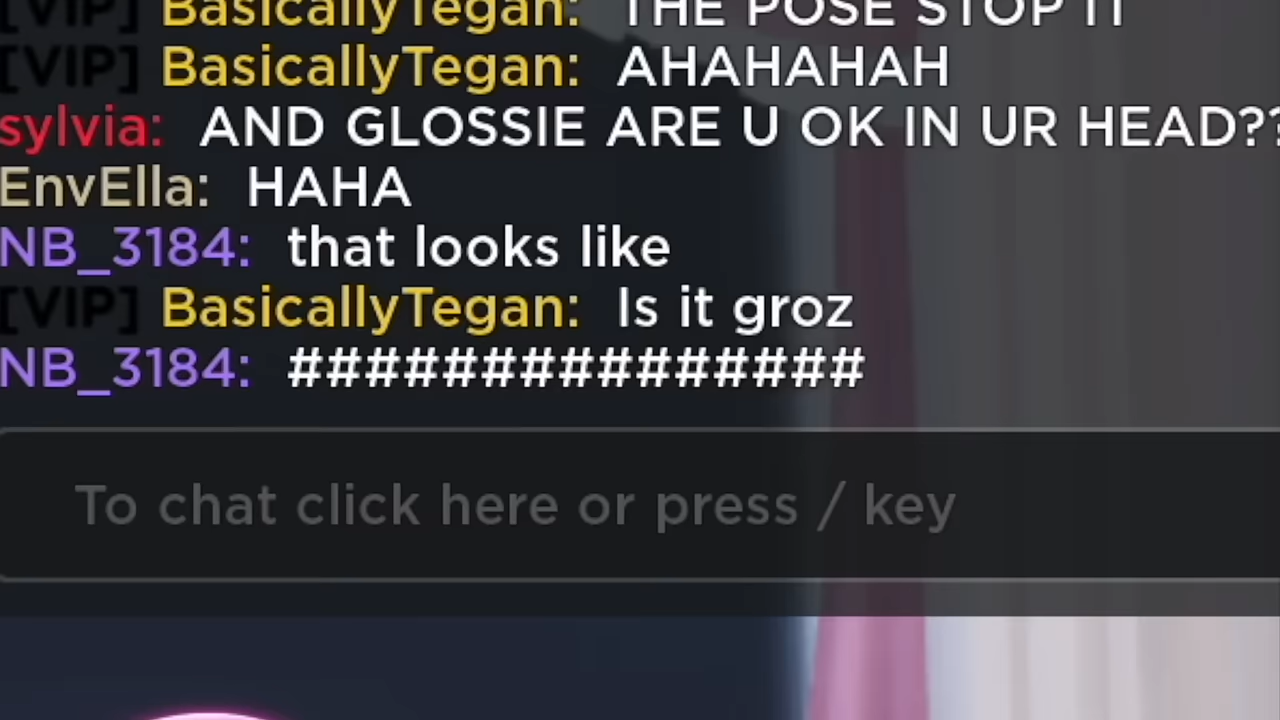 [VIP] BasicallyTegan: THE POSE STOP IT
[VIP] BasicallyTegan: AHAHAHAH
sylvia: AND GLOSSIE ARE U OK IN UR HEAD??
EnvElla: HAHA
NB_3184: that looks like
[VIP] BasicallyTegan: Is it groz
NB_3184: ###############
To chat click here or press / key